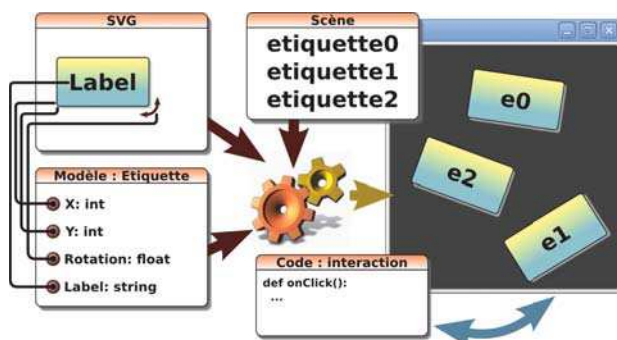 SVG
Label
Scène
etiquette0
etiquette1
etiquette2
Modèle : Etiquette
X: int
Y: int
Rotation: float
Label: string
Code : interaction
def onClick():
...
e0
e2
e1